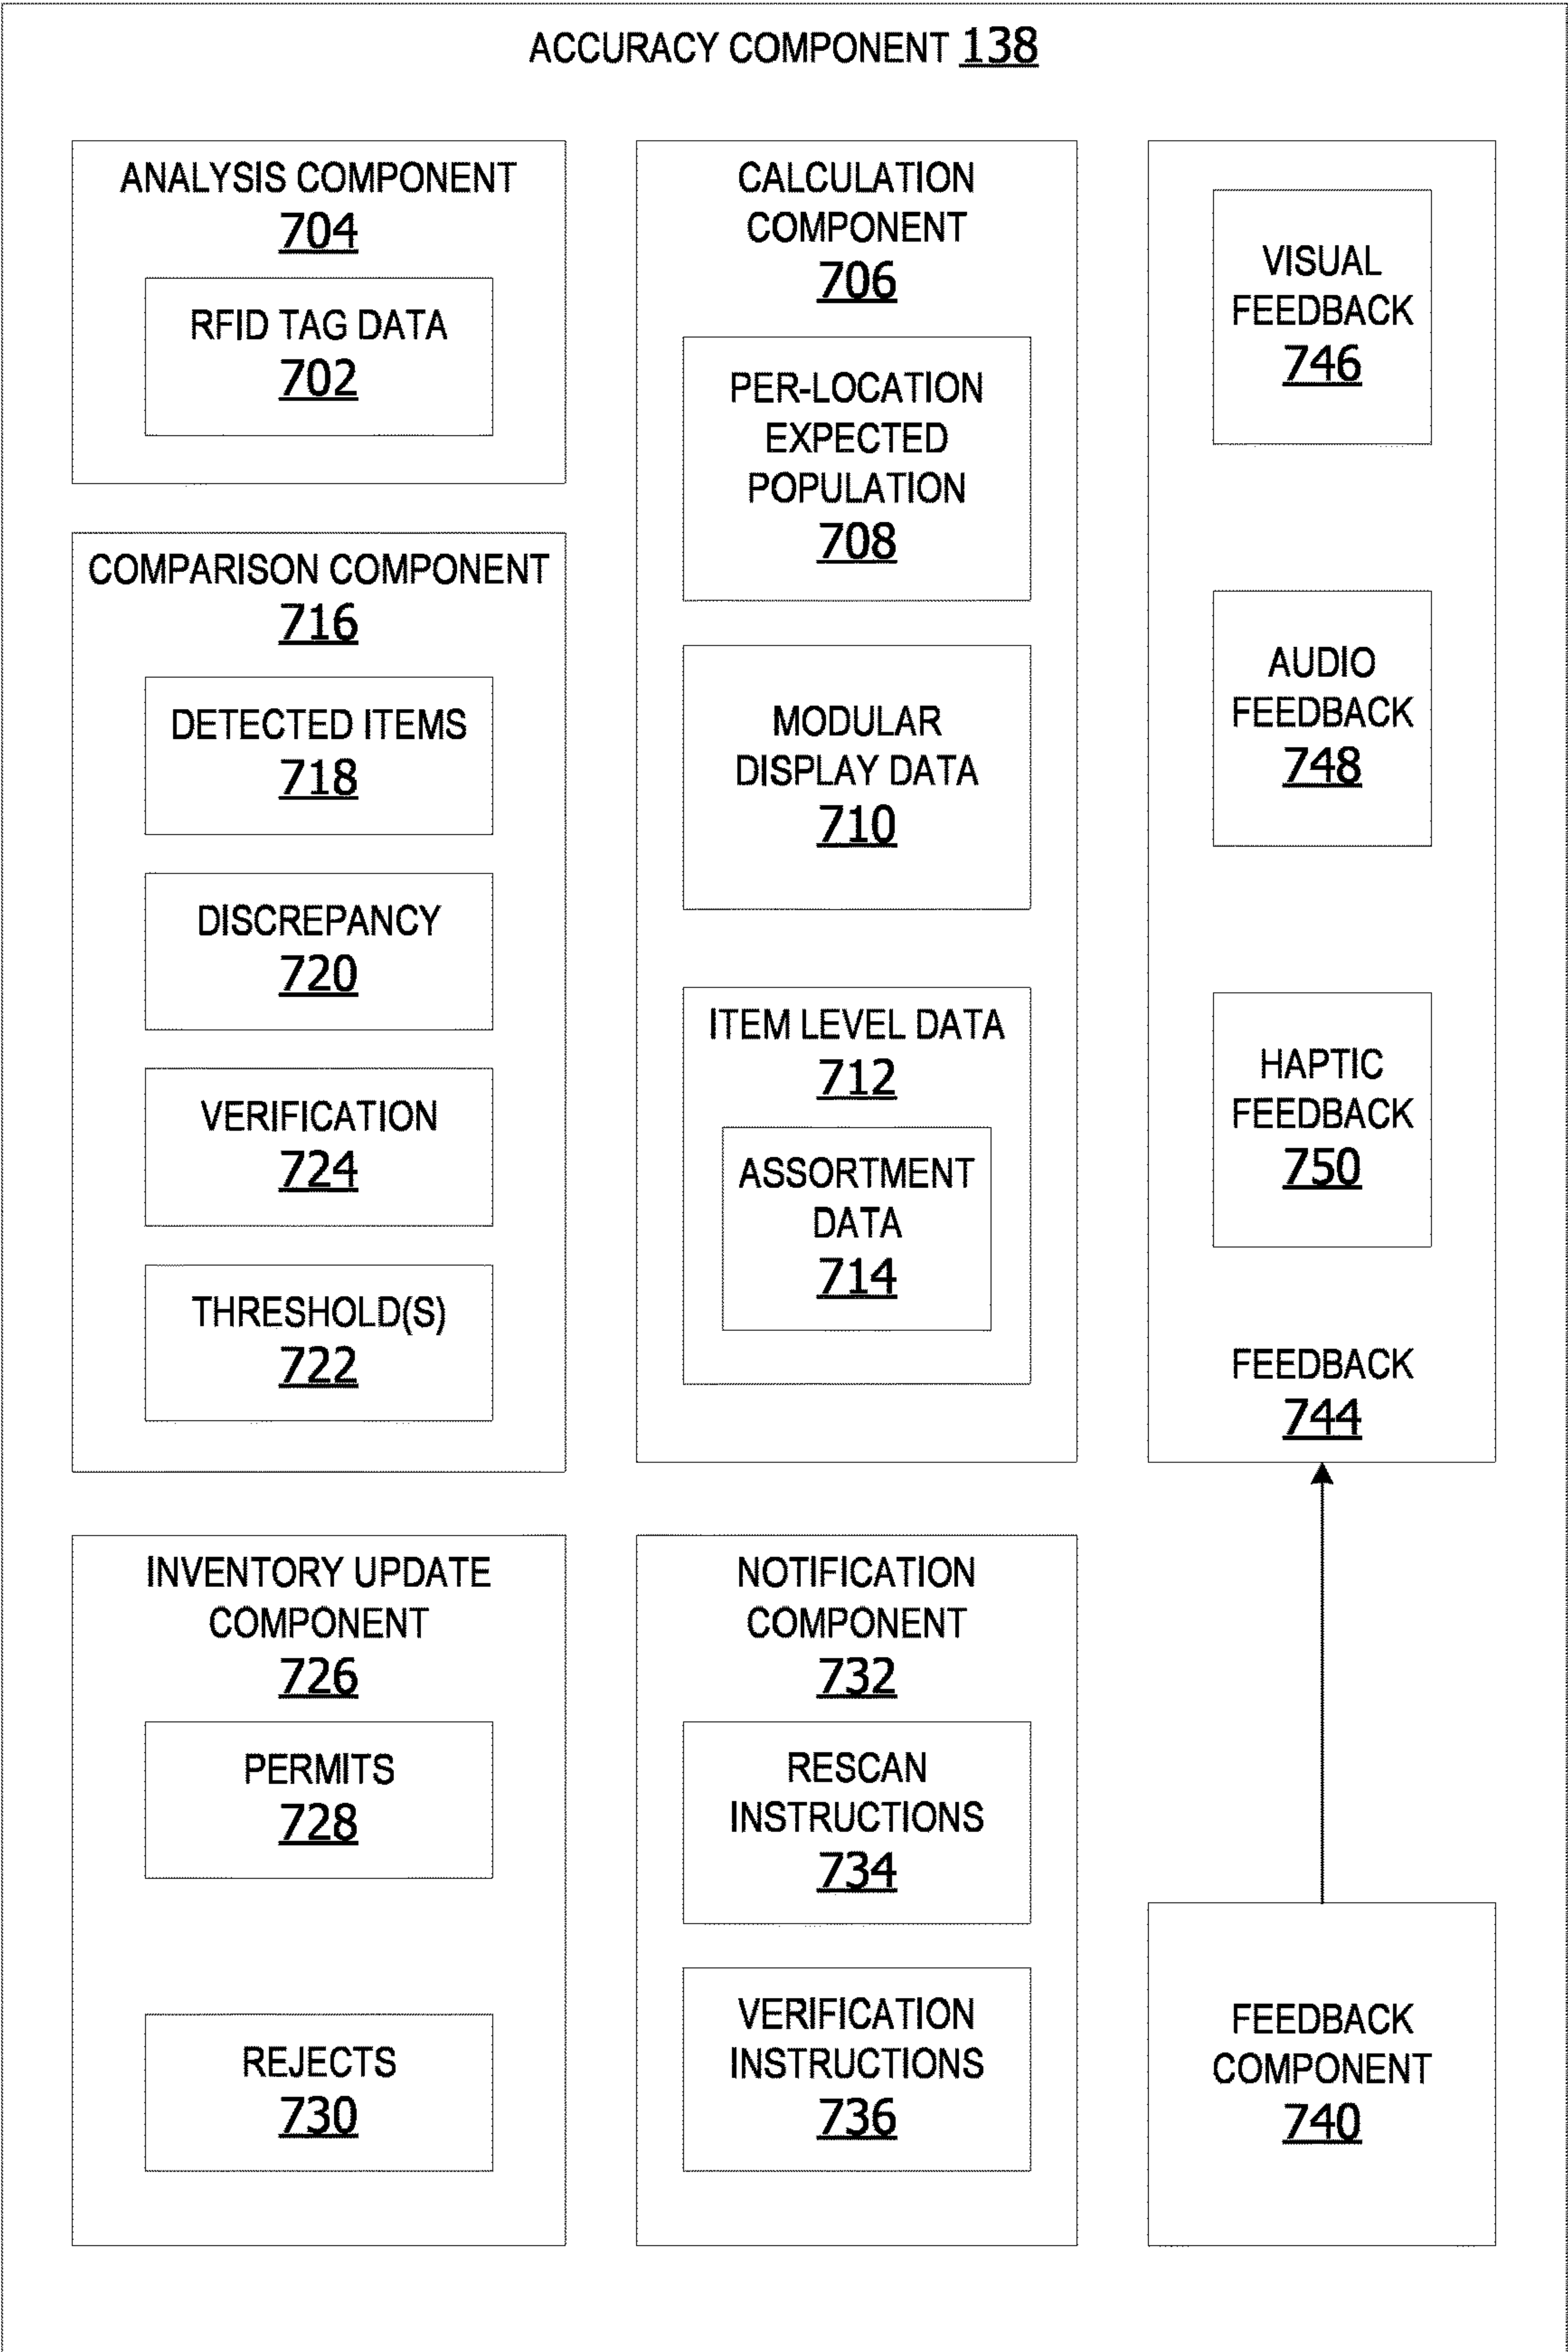 ACCURACY COMPONENT 138
ANALYSIS COMPONENT
704
RFID TAG DATA
702
COMPARISON COMPONENT
716
DETECTED ITEMS
718
DISCREPANCY
720
VERIFICATION
724
THRESHOLD(S)
722
INVENTORY UPDATE
COMPONENT
726
PERMITS
728
REJECTS
730
CALCULATION
COMPONENT
706
PER-LOCATION
EXPECTED
POPULATION
708
MODULAR
DISPLAY DATA
710
ITEM LEVEL DATA
712
ASSORTMENT
DATA
714
NOTIFICATION
COMPONENT
732
RESCAN
INSTRUCTIONS
734
VERIFICATION
INSTRUCTIONS
736
VISUAL
FEEDBACK
746
AUDIO
FEEDBACK
748
HAPTIC
FEEDBACK
750
FEEDBACK
744
FEEDBACK
COMPONENT
740